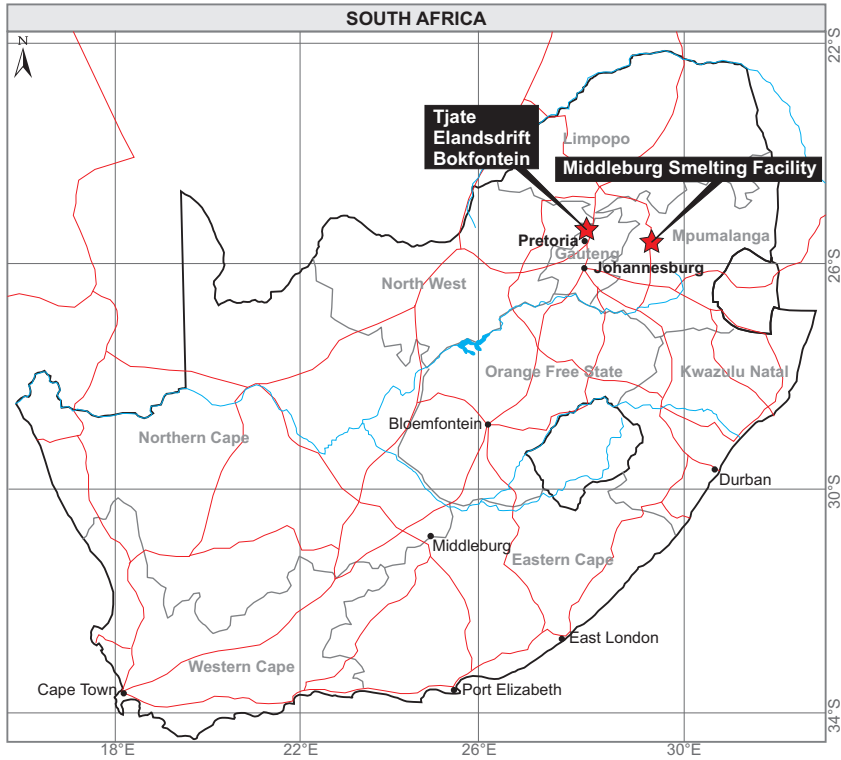 SOUTH AFRICA
N
22°S
Tjate
Elandsdrift
Bokfontein
Limpopo
Middleburg Smelting Facility
Pretoria
Mpumalanga
Gauteng
26°S
Johannesburg
North West
Orange Free State
Kwazulu Natal
Bloemfontein
Northern Cape
Durban
30°S
Middleburg
Eastern Cape
East London
Western Cape
Cape Town
Port Elizabeth
34°S
18°E
22°E
26°E
30°E